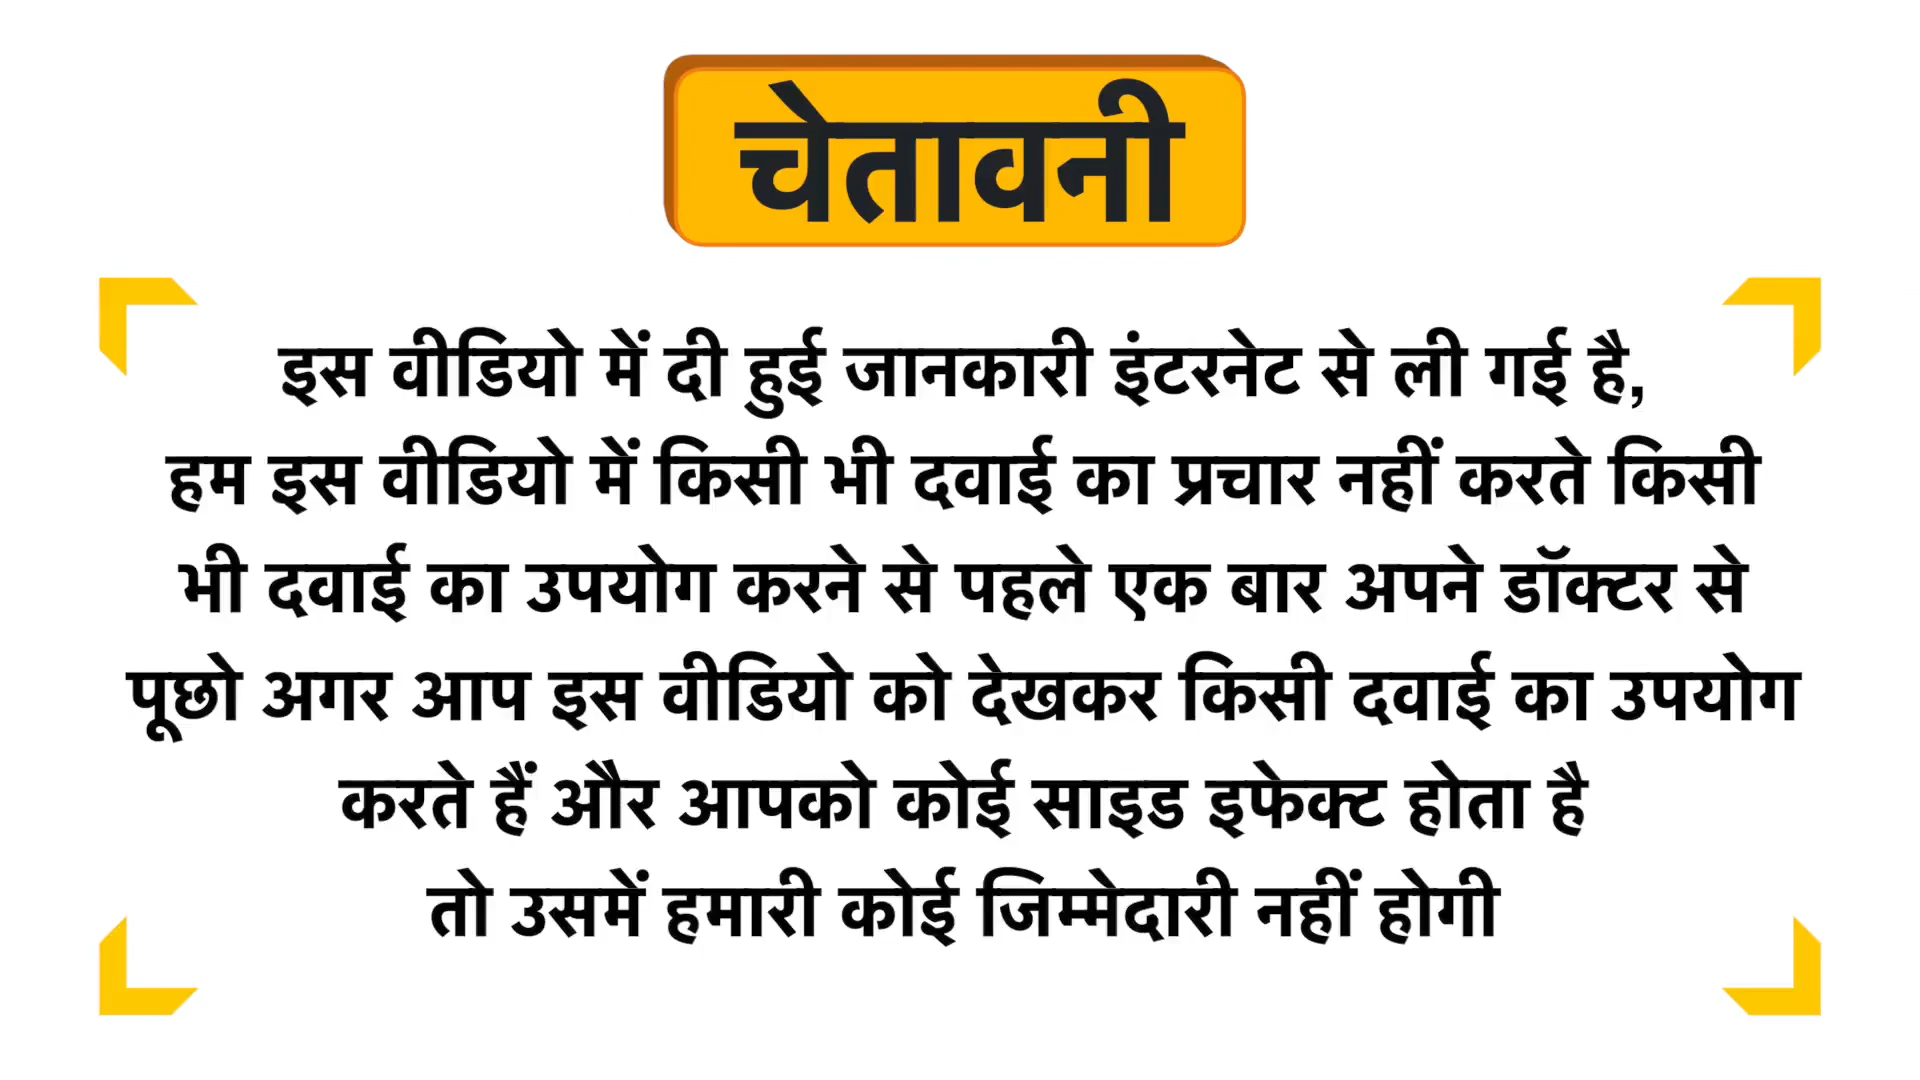 चेतावनी
इस वीडियो में दी हुई जानकारी इंटरनेट से ली गई है,
हम इस वीडियो में किसी भी दवाई का प्रचार नहीं करते किसी
भी दवाई का उपयोग करने से पहले एक बार अपने डॉक्टर से
पूछो अगर आप इस वीडियो को देखकर किसी दवाई का उपयोग
करते हैं और आपको कोई साइड इफेक्ट होता है
तो उसमें हमारी कोई जिम्मेदारी नहीं होगी